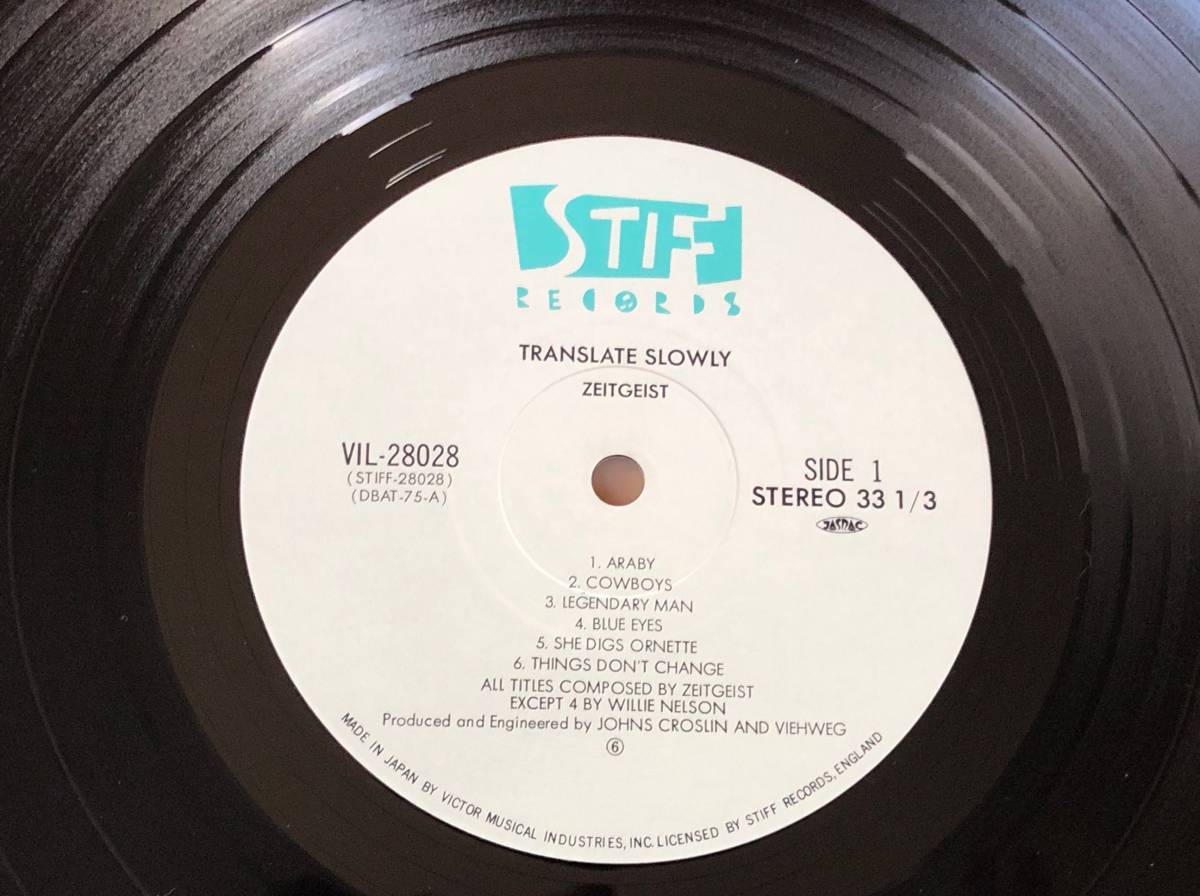 STIFF
RECORDS
TRANSLATE SLOWLY
ZEITGEIST
VIL-28028
(STIFF-28028)
(DBAT-75-A)
SIDE 1
STEREO 33 1/3
JASRAC
1. ARABY
2. COWBOYS
3. LEGENDARY MAN
4. BLUE EYES
5. SHE DIGS ORNETTE
6. THINGS DON'T CHANGE
ALL TITLES COMPOSED BY ZEITGEIST
EXCEPT 4 BY WILLIE NELSON
Produced and Engineered by JOHNS CROSLIN AND VIEHWEG
⑥
MADE IN JAPAN BY VICTOR MUSICAL INDUSTRIES, INC. LICENSED BY STIFF RECORDS, ENGLAND